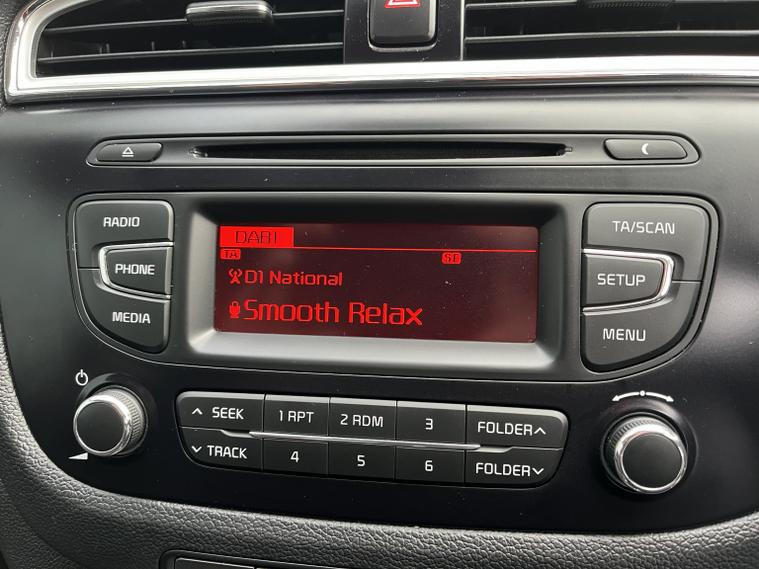 RADIO
PHONE
MEDIA
DAB1
TA SE
D1 National
Smooth Relax
TA/SCAN
SETUP
MENU
SEEK 1 RPT 2 RDM 3 FOLDER
TRACK 4 5 6 FOLDER